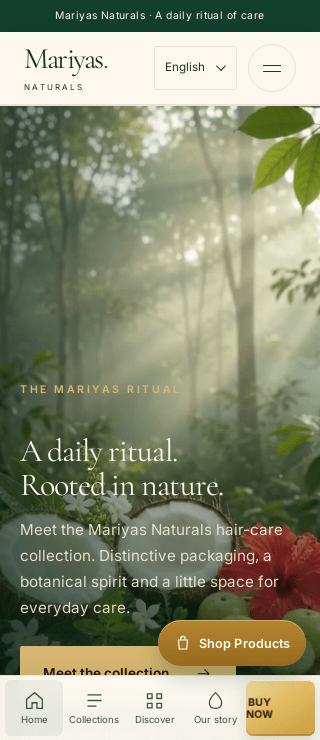 Mariyas Naturals · A daily ritual of care
Mariyas.
NATURALS
English
THE MARIYAS RITUAL
A daily ritual.
Rooted in nature.
Meet the Mariyas Naturals hair-care
collection. Distinctive packaging, a
botanical spirit and a little space for
everyday care.
Shop Products
Meet the collection
Home
Collections
Discover
Our story
BUY
NOW